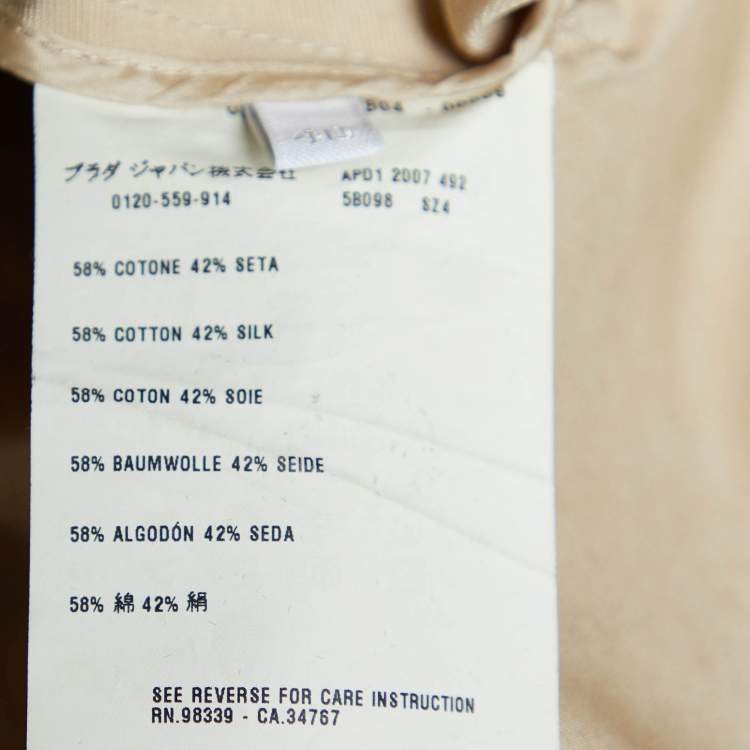 プラダ ジャパン株式会社 APD1 2007 492
0120-559-914 5B098 SZ4
58% COTONE 42% SETA
58% COTTON 42% SILK
58% COTON 42% SOIE
58% BAUMWOLLE 42% SEIDE
58% ALGODÓN 42% SEDA
58% 綿 42% 絹
SEE REVERSE FOR CARE INSTRUCTION
RN.98339 - CA.34767